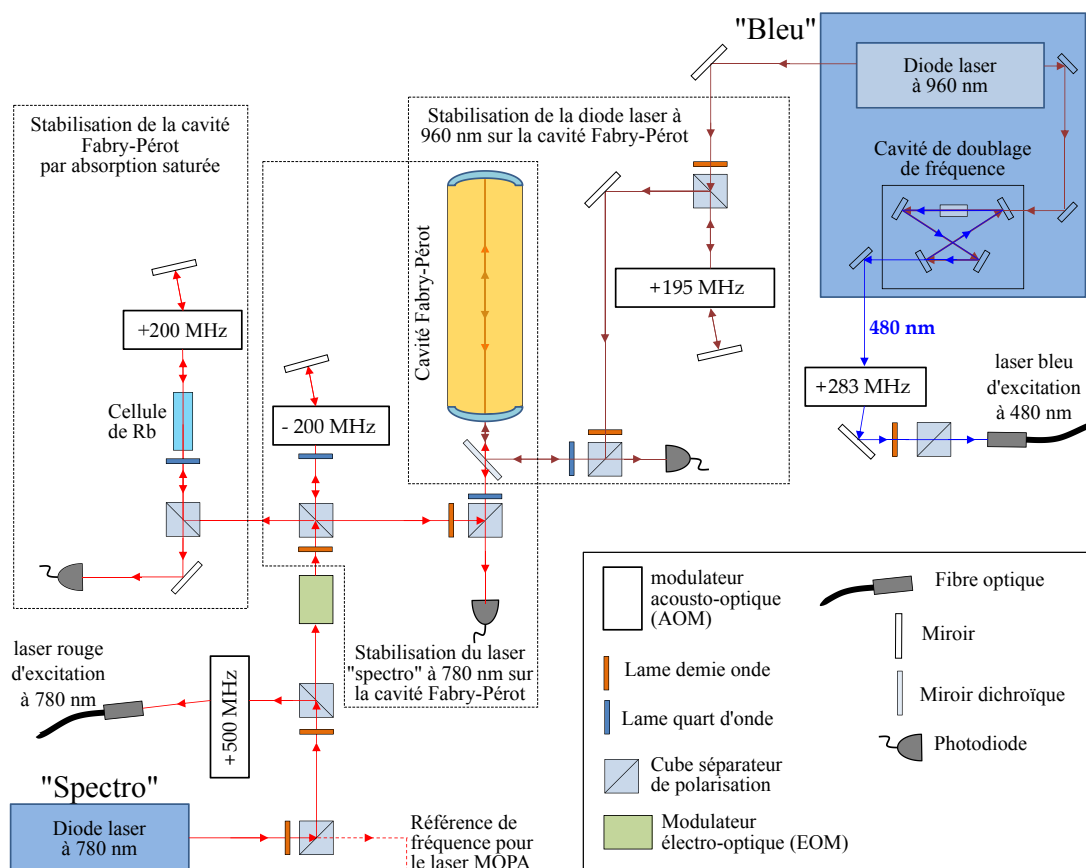 "Bleu"
Diode laser
à 960 nm
Cavité de doublage
de fréquence
Stabilisation de la cavité
Fabry-Pérot
par absorption saturée
Stabilisation de la diode laser à
960 nm sur la cavité Fabry-Pérot
Cavité Fabry-Pérot
+195 MHz
+200 MHz
480 nm
+283 MHz
laser bleu
d'excitation
à 480 nm
Cellule
de Rb
- 200 MHz
Stabilisation du laser
"spectro" à 780 nm sur
la cavité Fabry-Pérot
laser rouge
d'excitation
à 780 nm
+500 MHz
"Spectro"
Diode laser
à 780 nm
Référence de
fréquence pour
le laser MOPA
modulateur
acousto-optique
(AOM)
Lame demie onde
Lame quart d'onde
Cube séparateur
de polarisation
Modulateur
électro-optique (EOM)
Fibre optique
Miroir
Miroir dichroïque
Photodiode